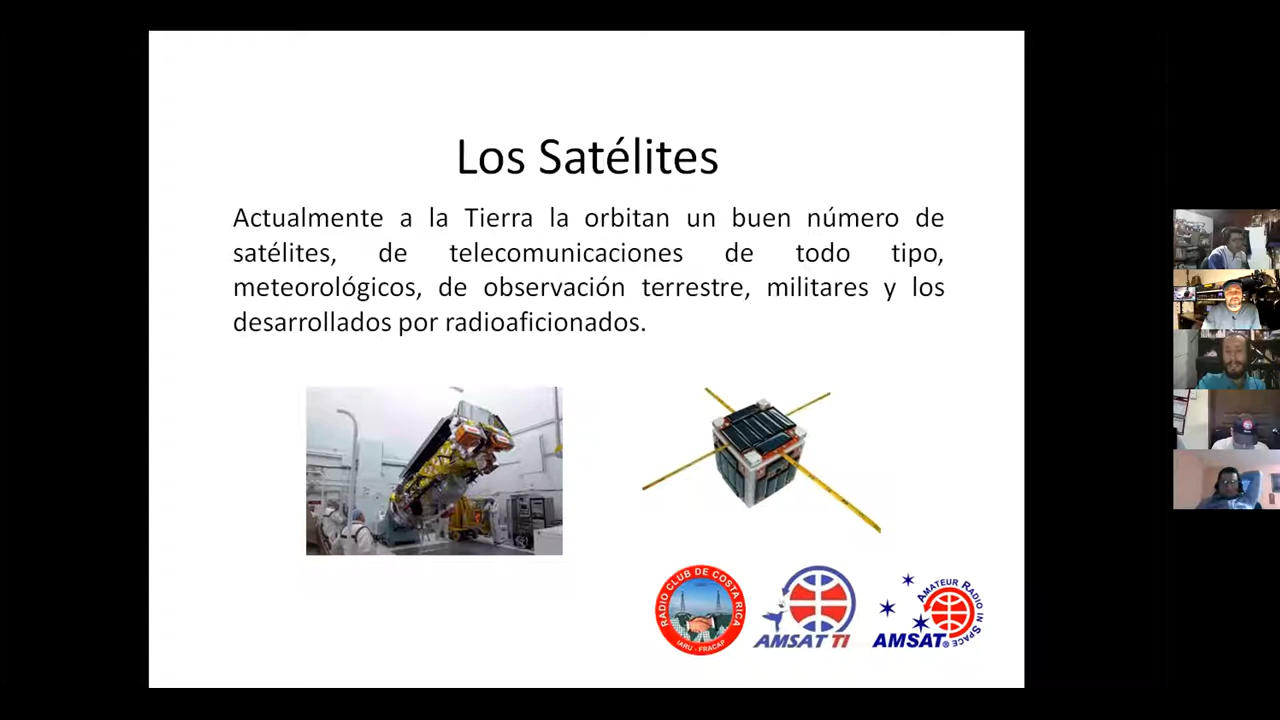 Los Satélites
Actualmente a la Tierra la orbitan un buen número de
satélites, de telecomunicaciones de todo tipo,
meteorológicos, de observación terrestre, militares y los
desarrollados por radioaficionados.
RADIO CLUB DE COSTA RICA
IARU - FRACAP
AMSAT TI
AMATEUR RADIO IN SPACE
AMSAT®